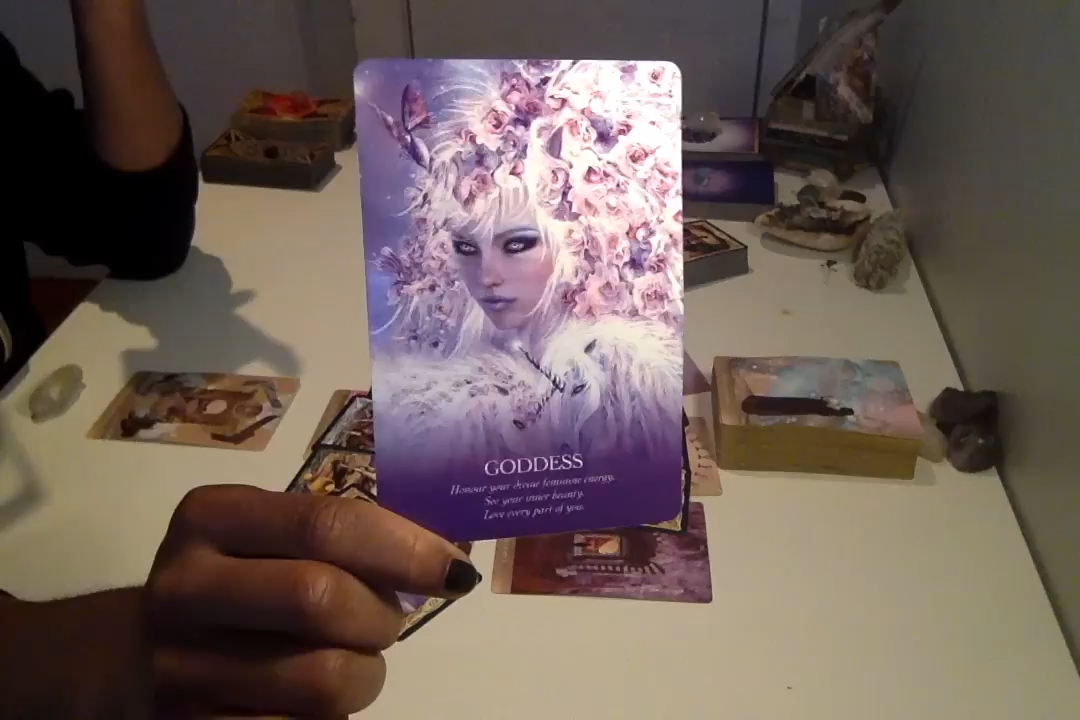 GODDESS
Honour your divine feminine energy.
See your inner beauty.
Love every part of you.